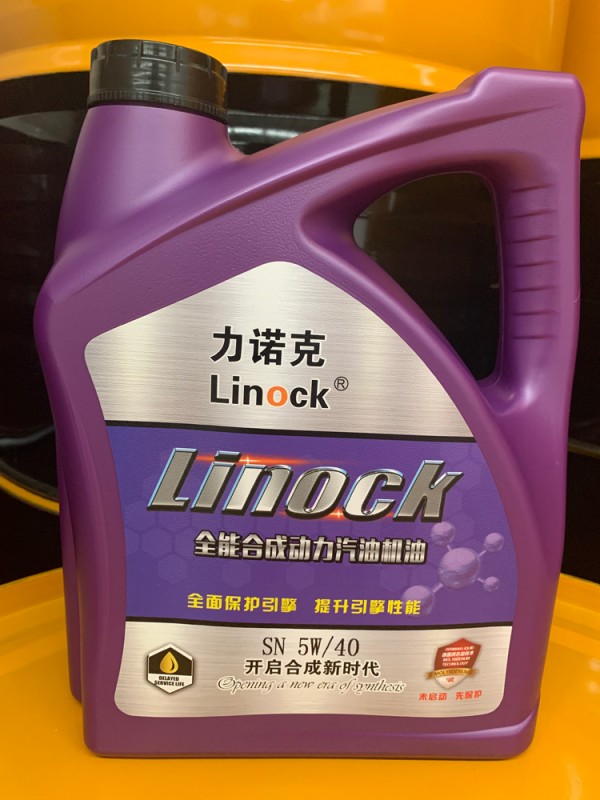 力诺克
Linock®
Linock
全能合成动力汽油机油
全面保护引擎 提升引擎性能
SN 5W/40
开启合成新时代
Opening a new era of synthesis
DELAYED
SERVICE LIFE
TECHNOLOGY
未启动 先保护